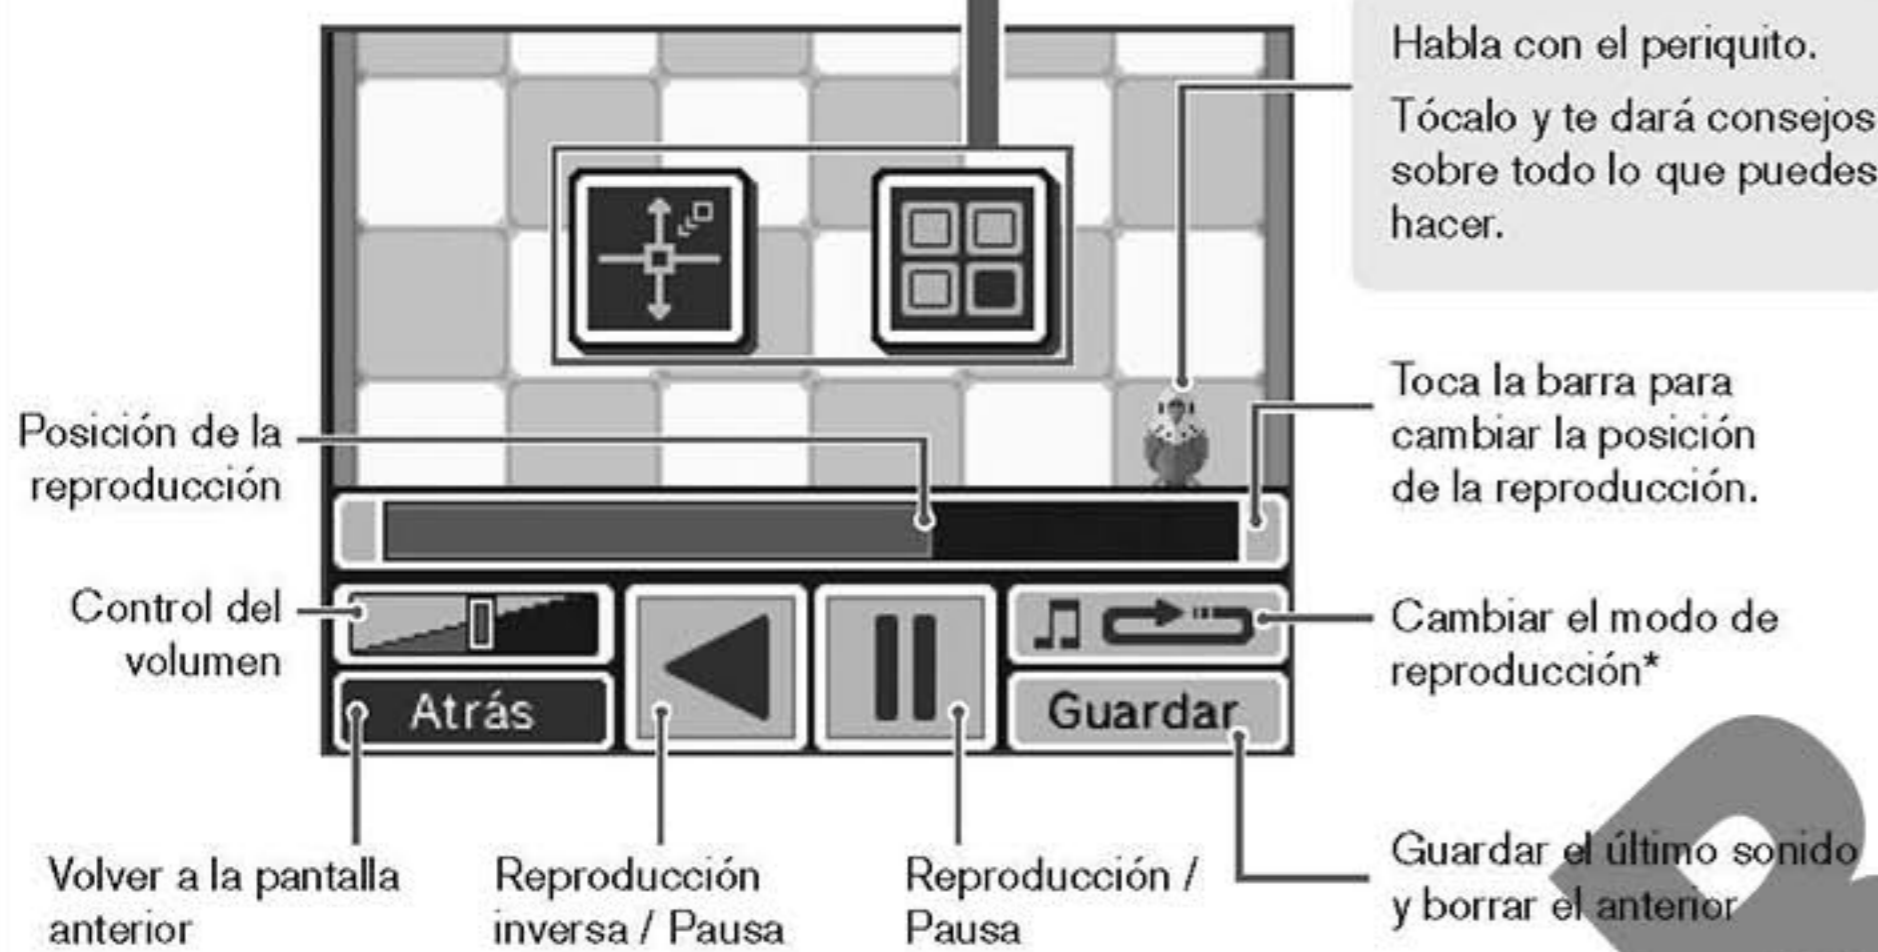 Habla con el periquito.
Tócalo y te dará consejos
sobre todo lo que puedes
hacer.
Toca la barra para
cambiar la posición
de la reproducción.
Posición de la
reproducción
Control del
volumen
Cambiar el modo de
reproducción*
Atrás
Guardar
Volver a la pantalla
anterior
Reproducción
inversa / Pausa
Reproducción /
Pausa
Guardar el último sonido
y borrar el anterior